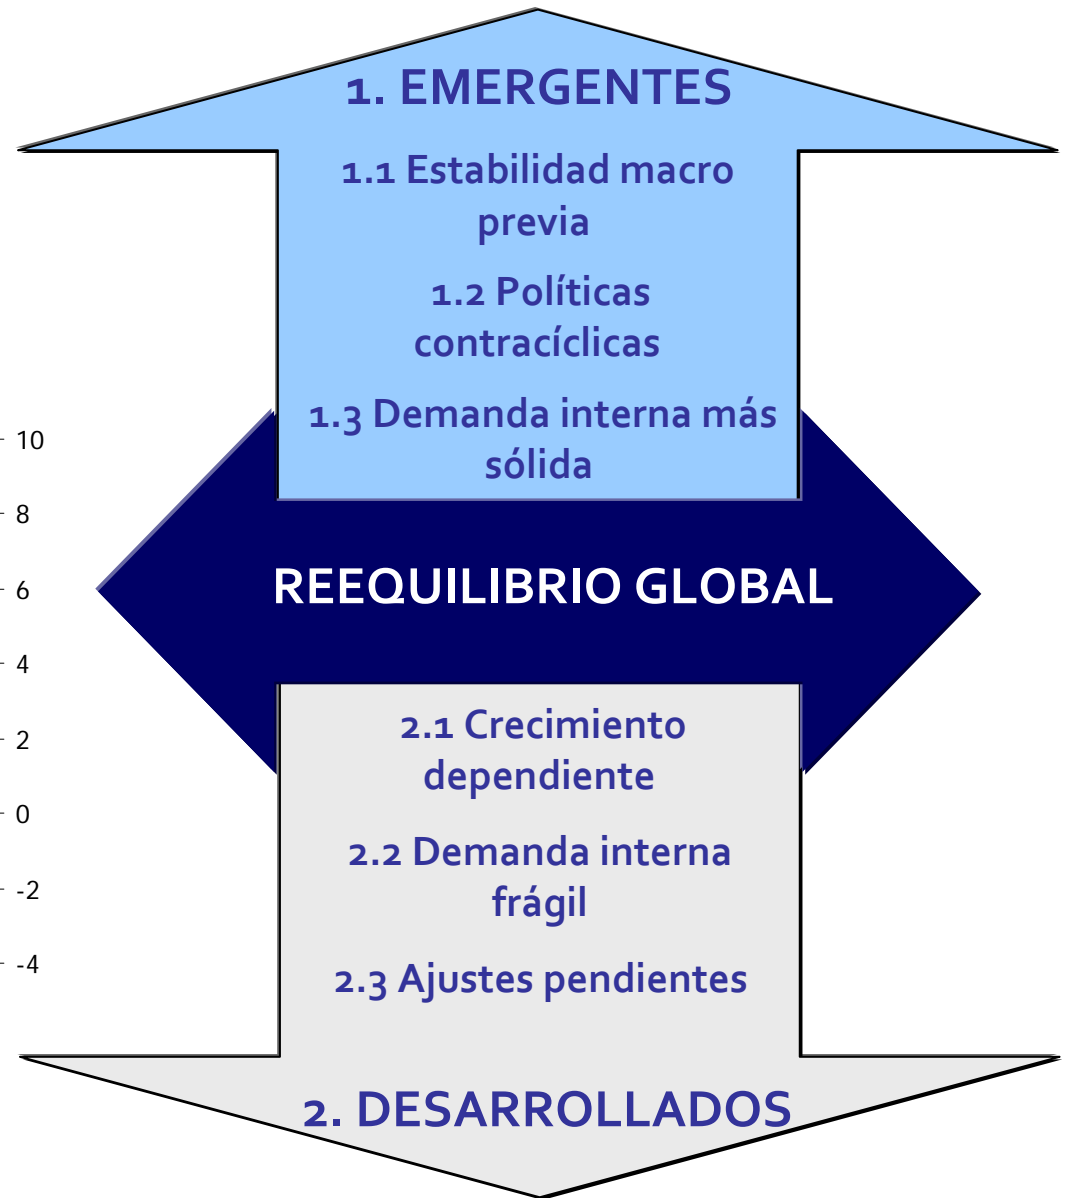 1. EMERGENTES
1.1 Estabilidad macro
previa
1.2 Políticas
contracíclicas
1.3 Demanda interna más
sólida
10
8
REEQUILIBRIO GLOBAL
6
4
2.1 Crecimiento
2
dependiente
0
2.2 Demanda interna
-2
frágil
-4
2.3 Ajustes pendientes
2. DESARROLLADOS